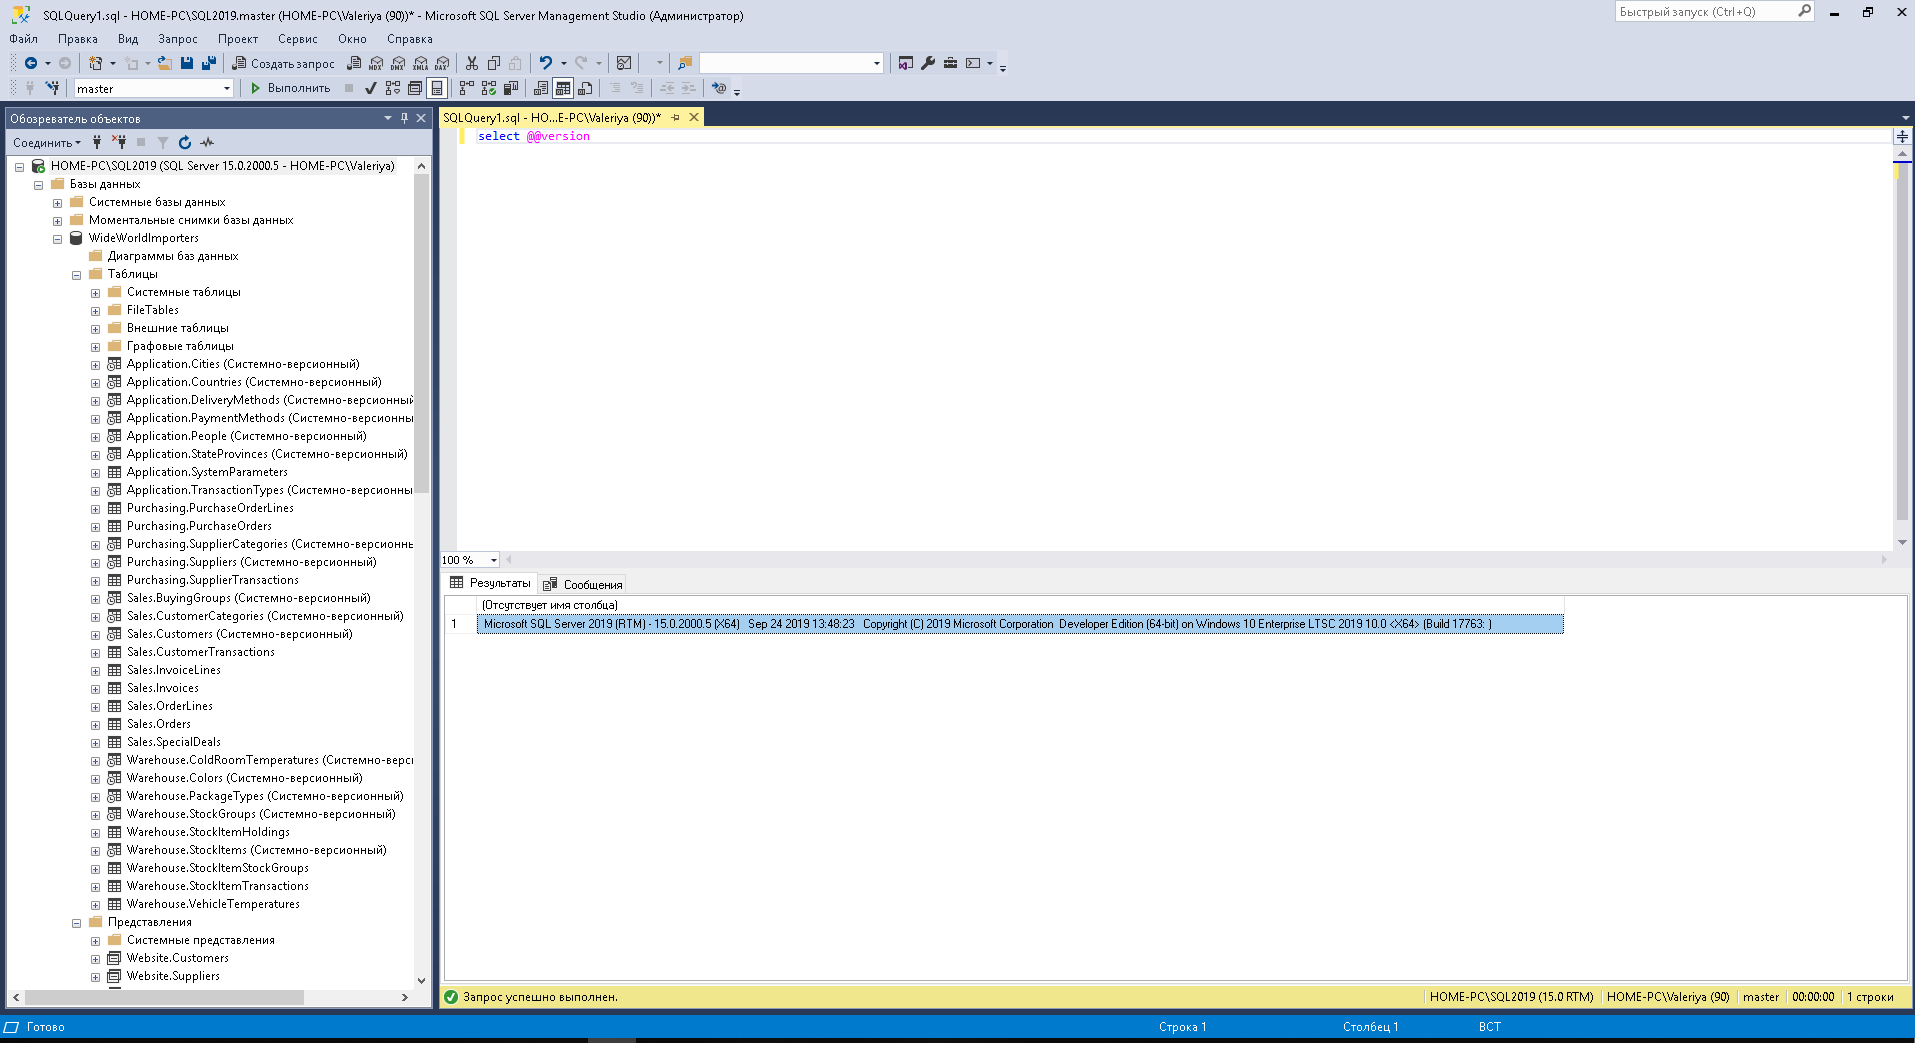 SQLQuery1.sql - HOME-PC\SQL2019.master (HOME-PC\Valeriya (90))* - Microsoft SQL Server Management Studio (Администратор)
Быстрый запуск (Ctrl+Q)
Файл Правка Вид Запрос Проект Сервис Окно Справка
Создать запрос MDX DMX XMLA DAX
master Выполнить
Обозреватель объектов
Соединить
HOME-PC\SQL2019 (SQL Server 15.0.2000.5 - HOME-PC\Valeriya)
Базы данных
Системные базы данных
Моментальные снимки базы данных
WideWorldImporters
Диаграммы баз данных
Таблицы
Системные таблицы
FileTables
Внешние таблицы
Графовые таблицы
Application.Cities (Системно-версионный)
Application.Countries (Системно-версионный)
Application.DeliveryMethods (Системно-версионный
Application.PaymentMethods (Системно-версионны
Application.People (Системно-версионный)
Application.StateProvinces (Системно-версионный)
Application.SystemParameters
Application.TransactionTypes (Системно-версионны
Purchasing.PurchaseOrderLines
Purchasing.PurchaseOrders
Purchasing.SupplierCategories (Системно-версионн
Purchasing.Suppliers (Системно-версионный)
Purchasing.SupplierTransactions
Sales.BuyingGroups (Системно-версионный)
Sales.CustomerCategories (Системно-версионный)
Sales.Customers (Системно-версионный)
Sales.CustomerTransactions
Sales.InvoiceLines
Sales.Invoices
Sales.OrderLines
Sales.Orders
Sales.SpecialDeals
Warehouse.ColdRoomTemperatures (Системно-верс
Warehouse.Colors (Системно-версионный)
Warehouse.PackageTypes (Системно-версионный)
Warehouse.StockGroups (Системно-версионный)
Warehouse.StockItemHoldings
Warehouse.StockItems (Системно-версионный)
Warehouse.StockItemStockGroups
Warehouse.StockItemTransactions
Warehouse.VehicleTemperatures
Представления
Системные представления
Website.Customers
Website.Suppliers
SQLQuery1.sql - HO...E-PC\Valeriya (90))*
select @@version
100 %
Результаты Сообщения
(Отсутствует имя столбца)
1 Microsoft SQL Server 2019 (RTM) - 15.0.2000.5 (X64) Sep 24 2019 13:48:23 Copyright (C) 2019 Microsoft Corporation Developer Edition (64-bit) on Windows 10 Enterprise LTSC 2019 10.0 <X64> (Build 17763: )
Запрос успешно выполнен. HOME-PC\SQL2019 (15.0 RTM) HOME-PC\Valeriya (90) master 00:00:00 1 строки
Готово Строка 1 Столбец 1 ВСТ